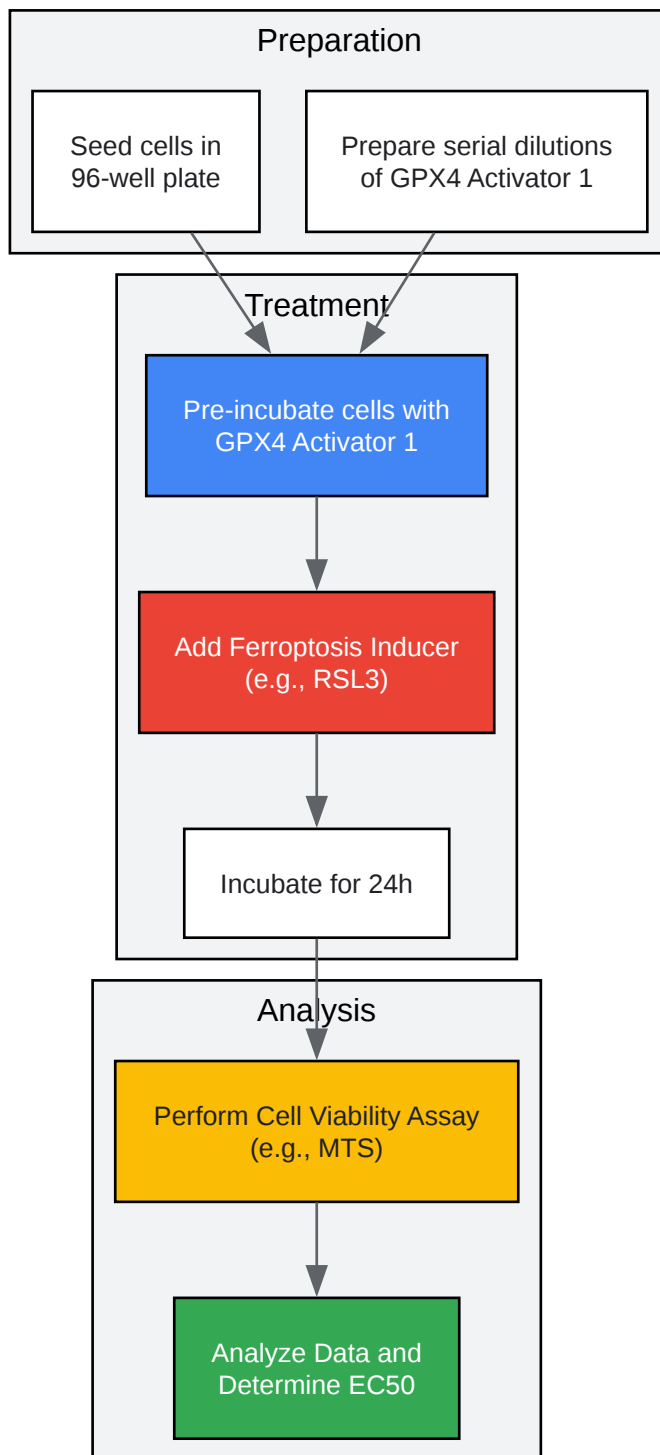 Preparation
Seed cells in
96-well plate
Prepare serial dilutions
of GPX4 Activator 1
Treatment
Pre-incubate cells with
GPX4 Activator 1
Add Ferroptosis Inducer
(e.g., RSL3)
Incubate for 24h
Analysis
Perform Cell Viability Assay
(e.g., MTS)
Analyze Data and
Determine EC50